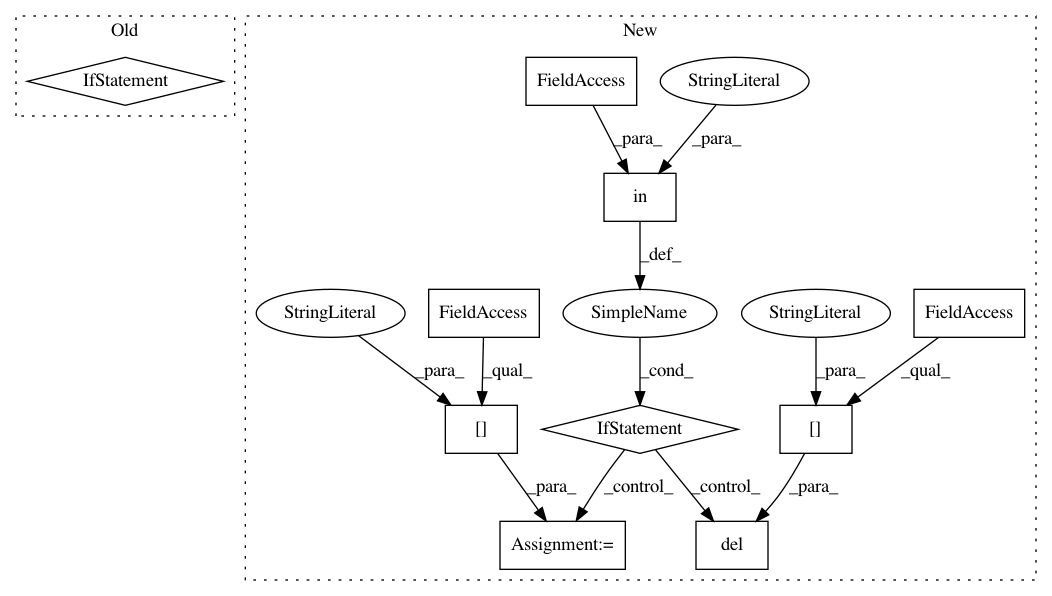 Old
New
IfStatement
FieldAccess
StringLiteral
_para_
_para_
in
_def_
StringLiteral
FieldAccess
SimpleName
StringLiteral
FieldAccess
_para_
_qual_
_cond_
_para_
_qual_
[]
IfStatement
[]
_para_
_control_
_control_
_para_
Assignment:=
del